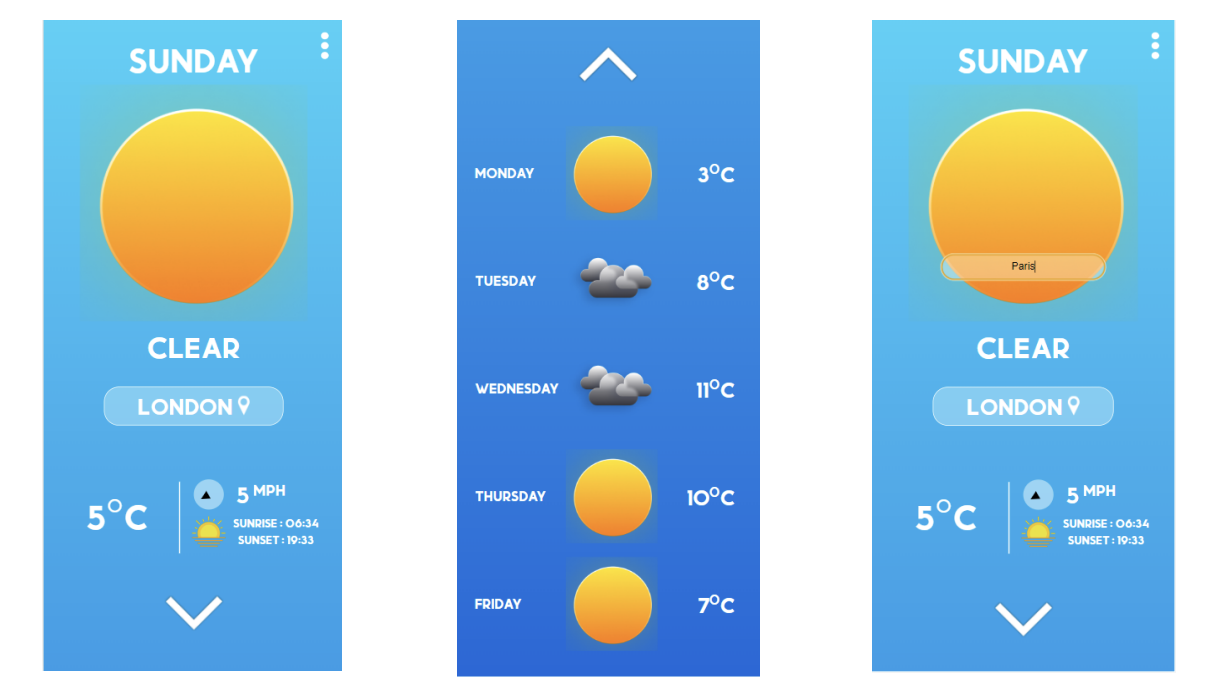 SUNDAY
CLEAR
LONDON
5°C
5 MPH
SUNRISE : 06:34
SUNSET : 19:33
MONDAY 3°C
TUESDAY 8°C
WEDNESDAY 11°C
THURSDAY 10°C
FRIDAY 7°C
SUNDAY
Paris
CLEAR
LONDON
5°C
5 MPH
SUNRISE : 06:34
SUNSET : 19:33